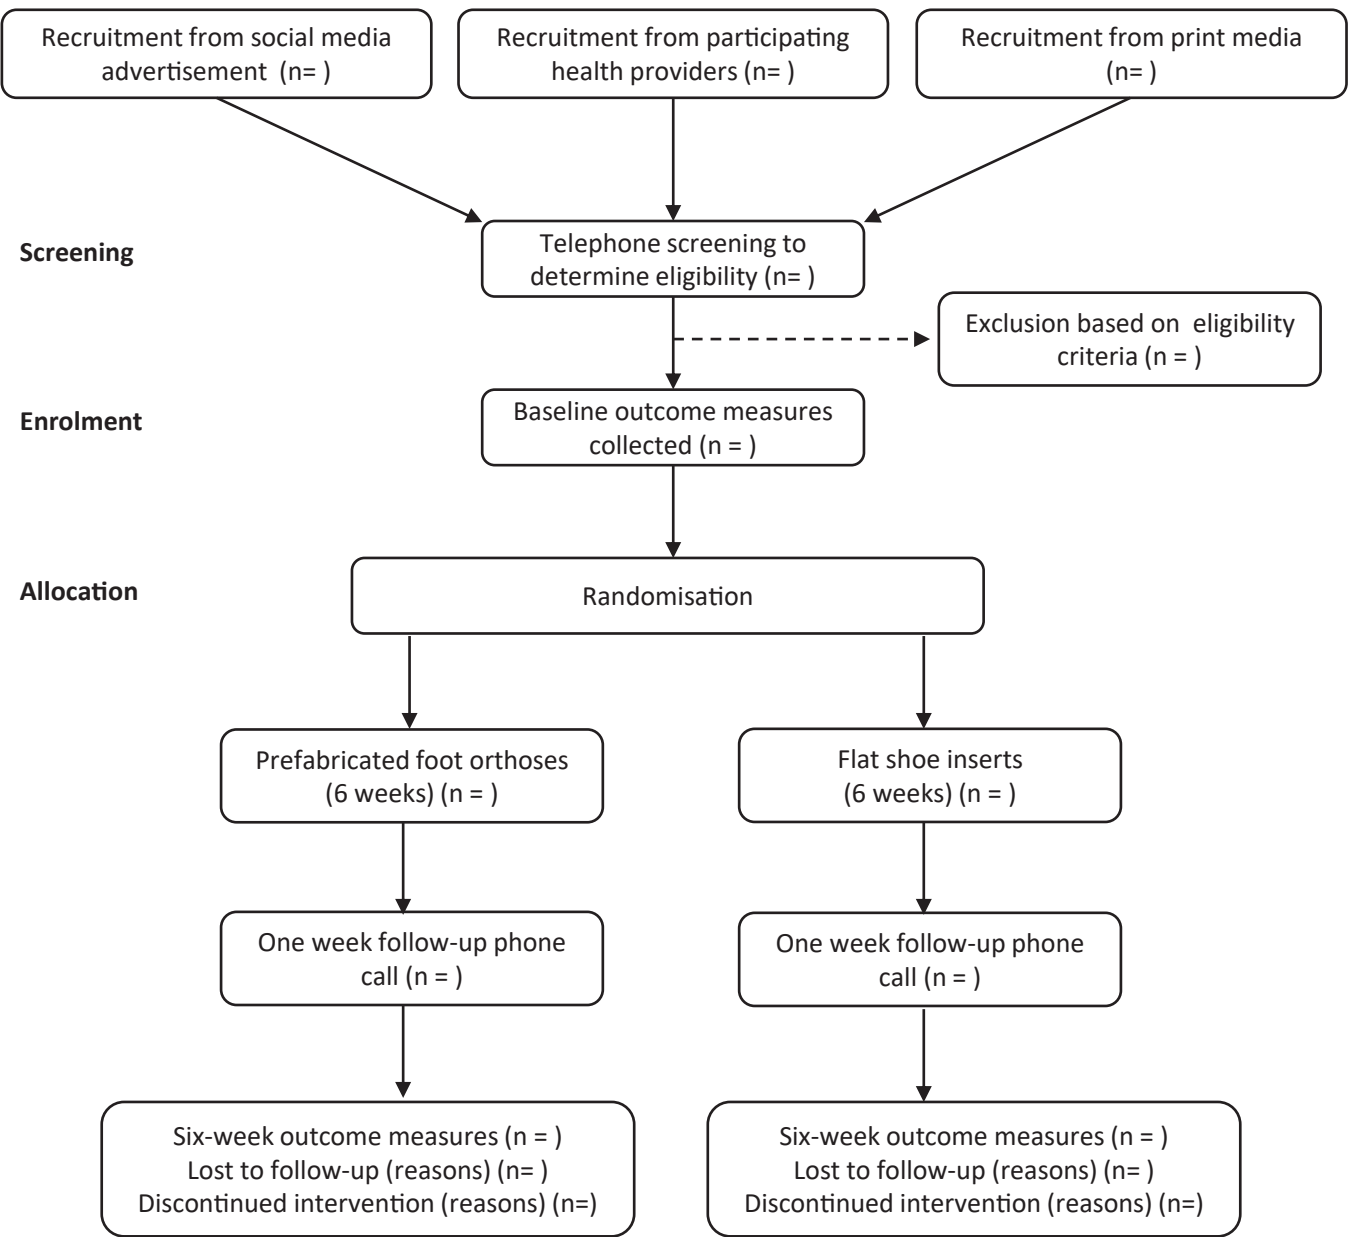 Recruitment from social media
advertisement  (n= )
Recruitment from participating
health providers (n= )
Recruitment from print media
(n= )
Screening
Telephone screening to
determine eligibility (n= )
Exclusion based on  eligibility
criteria (n = )
Enrolment
Baseline outcome measures
collected (n = )
Allocation
Randomisation
Prefabricated foot orthoses
(6 weeks) (n = )
Flat shoe inserts
(6 weeks) (n = )
One week follow-up phone
call (n = )
One week follow-up phone
call (n = )
Six-week outcome measures (n = )
Lost to follow-up (reasons) (n= )
Discontinued intervention (reasons) (n=)
Six-week outcome measures (n = )
Lost to follow-up (reasons) (n= )
Discontinued intervention (reasons) (n=)